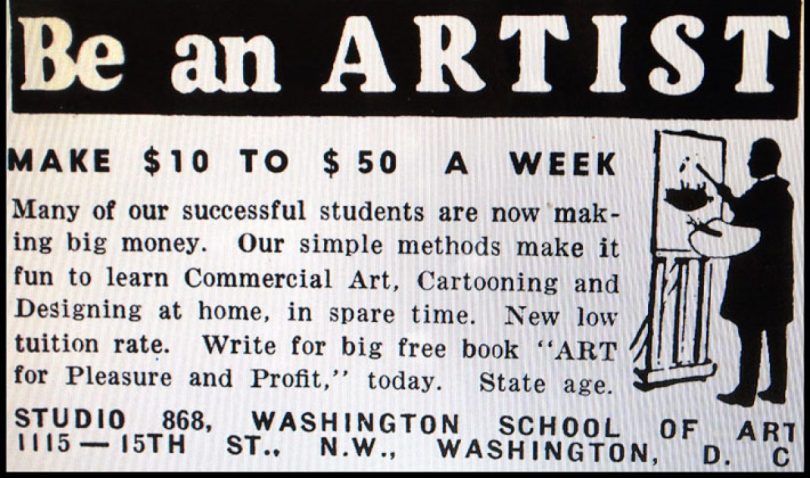 Be an ARTIST
MAKE $10 TO $50 A WEEK
Many of our successful students are now mak-
ing big money. Our simple methods make it
fun to learn Commercial Art, Cartooning and
Designing at home, in spare time. New low
tuition rate. Write for big free book "ART
for Pleasure and Profit," today. State age.
STUDIO 868, WASHINGTON SCHOOL OF ART
1115—15TH ST., N.W., WASHINGTON, D. C